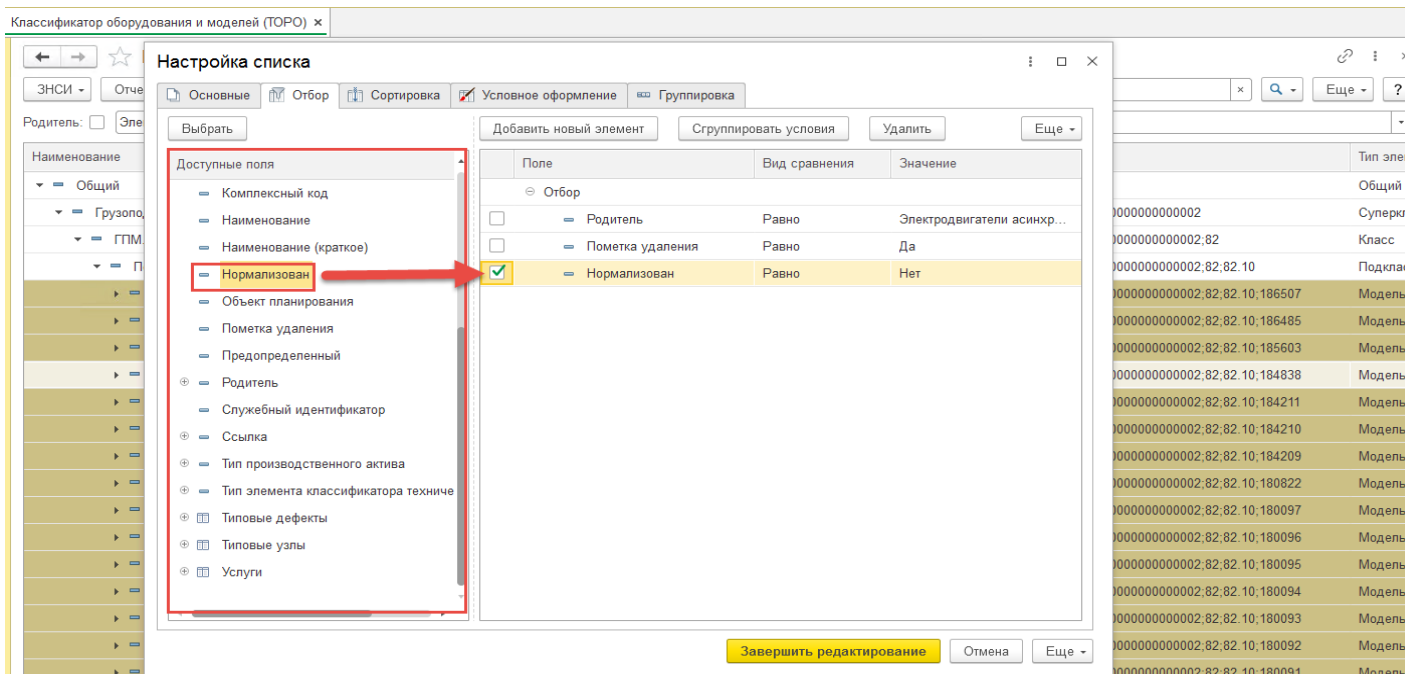 Классификатор оборудования и моделей (ТОРО) ×
Настройка списка
ЗНСИ
Основные Отбор Сортировка Условное оформление Группировка
Еще ?
Родитель:
Выбрать Добавить новый элемент Сгруппировать условия Удалить Еще
Наименование
Доступные поля
Поле Вид сравнения Значение
Общий
Комплексный код
Отбор
Общий
Наименование
Родитель Равно Электродвигатели асинхр...
0000000000002
ГПМ.
Наименование (краткое)
Пометка удаления Равно Да
0000000000002;82
Класс
Нормализован
Нормализован Равно Нет
0000000000002;82;82.10
Объект планирования
0000000000002;82;82.10;186507
Пометка удаления
0000000000002;82;82.10;186485
Предопределенный
0000000000002;82;82.10;185603
Родитель
0000000000002;82;82.10;184838
Служебный идентификатор
0000000000002;82;82.10;184211
Ссылка
0000000000002;82;82.10;184210
Тип производственного актива
0000000000002;82;82.10;184209
Тип элемента классификатора техниче
0000000000002;82;82.10;180822
Типовые дефекты
0000000000002;82;82.10;180097
Типовые узлы
0000000000002;82;82.10;180096
Услуги
0000000000002;82;82.10;180095
0000000000002;82;82.10;180094
0000000000002;82;82.10;180093
Завершить редактирование Отмена Еще
0000000000002;82;82.10;180092